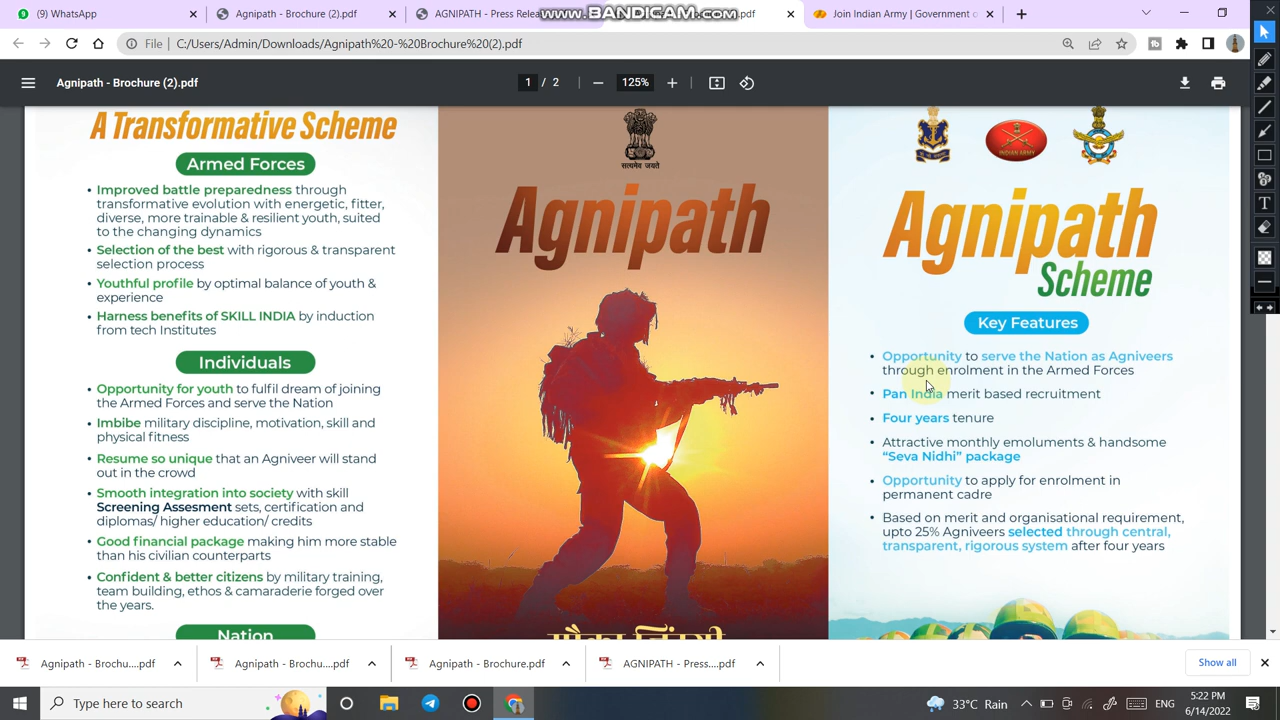 (9) WhatsApp
Agnipath - Brochure (2).pdf
AGNIPATH - Press Rele
www.BANDICAM.com
.pdf
Join Indian Army | Government o
File C:/Users/Admin/Downloads/Agnipath%20-%20Brochure%20(2).pdf
Agnipath - Brochure (2).pdf
1 / 2
125%
A Transformative Scheme
Armed Forces
• Improved battle preparedness through
transformative evolution with energetic, fitter,
diverse, more trainable & resilient youth, suited
to the changing dynamics
• Selection of the best with rigorous & transparent
selection process
• Youthful profile by optimal balance of youth &
experience
• Harness benefits of SKILL INDIA by induction
from tech Institutes
Individuals
• Opportunity for youth to fulfil dream of joining
the Armed Forces and serve the Nation
• Imbibe military discipline, motivation, skill and
physical fitness
• Resume so unique that an Agniveer will stand
out in the crowd
• Smooth integration into society with skill
Screening Assesment sets, certification and
diplomas/ higher education/ credits
• Good financial package making him more stable
than his civilian counterparts
• Confident & better citizens by military training,
team building, ethos & camaraderie forged over
the years.
Nation
सत्यमेव जयते
Agnipath
INDIAN ARMY
Agnipath
Scheme
Key Features
• Opportunity to serve the Nation as Agniveers
through enrolment in the Armed Forces
• Pan India merit based recruitment
• Four years tenure
• Attractive monthly emoluments & handsome
“Seva Nidhi” package
• Opportunity to apply for enrolment in
permanent cadre
• Based on merit and organisational requirement,
upto 25% Agniveers selected through central,
transparent, rigorous system after four years
Agnipath - Brochu....pdf
Agnipath - Brochu....pdf
Agnipath - Brochure.pdf
AGNIPATH - Press....pdf
Show all
Type here to search
33°C Rain
ENG
5:22 PM
6/14/2022